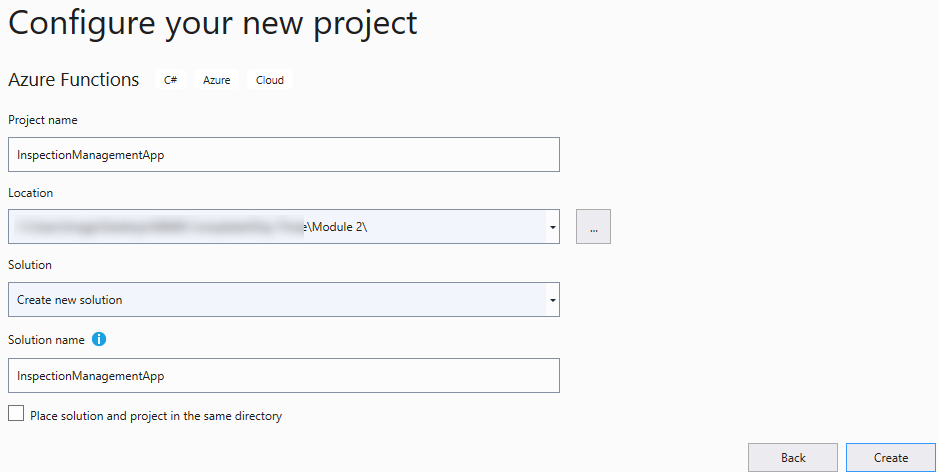 Configure your new project
Azure Functions C# Azure Cloud
Project name
InspectionManagementApp
Location
e\Module 2\
...
Solution
Create new solution
Solution name i
InspectionManagementApp
Place solution and project in the same directory
Back Create